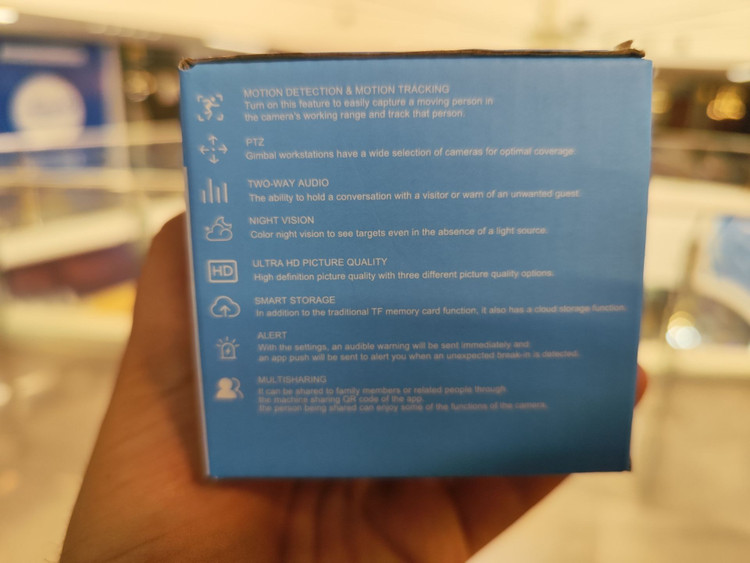 MOTION DETECTION & MOTION TRACKING
Turn on this feature to easily capture a moving person in
the camera's working range and track that person.
PTZ
Gimbal workstations have a wide selection of cameras for optimal coverage.
TWO-WAY AUDIO
The ability to hold a conversation with a visitor or warn of an unwanted guest.
NIGHT VISION
Color night vision to see targets even in the absence of a light source.
HD
ULTRA HD PICTURE QUALITY
High definition picture quality with three different picture quality options.
SMART STORAGE
In addition to the traditional TF memory card function, it also has a cloud storage function.
ALERT
With the settings, an audible warning will be sent immediately and
an app push will be sent to alert you when an unexpected break-in is detected.
MULTISHARING
It can be shared to family members or related people through
the machine sharing QR code of the app.
the person being shared can enjoy some of the functions of the camera.